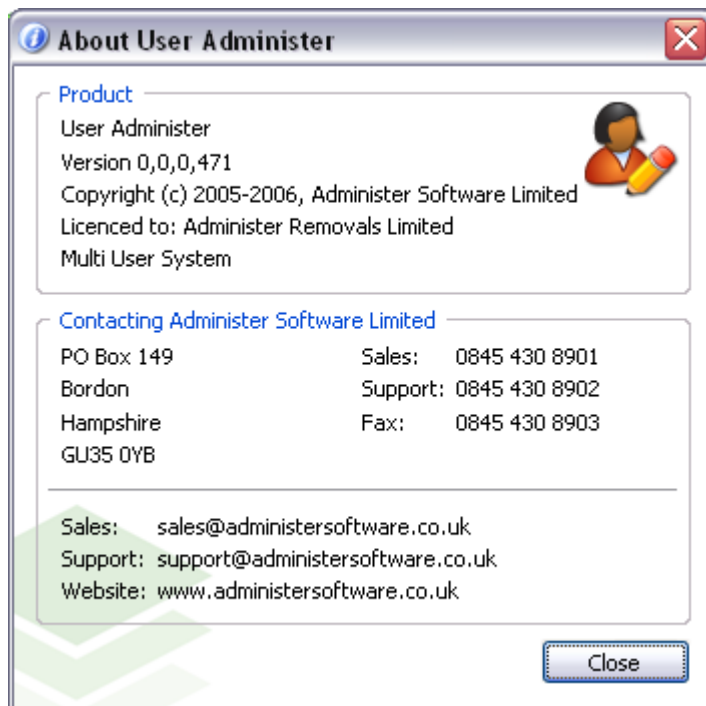 About User Administer
Product
User Administer
Version 0,0,0,471
Copyright (c) 2005-2006, Administer Software Limited
Licenced to: Administer Removals Limited
Multi User System
Contacting Administer Software Limited
PO Box 149 Sales: 0845 430 8901
Bordon Support: 0845 430 8902
Hampshire Fax: 0845 430 8903
GU35 0YB
Sales: sales@administersoftware.co.uk
Support: support@administersoftware.co.uk
Website: www.administersoftware.co.uk
Close